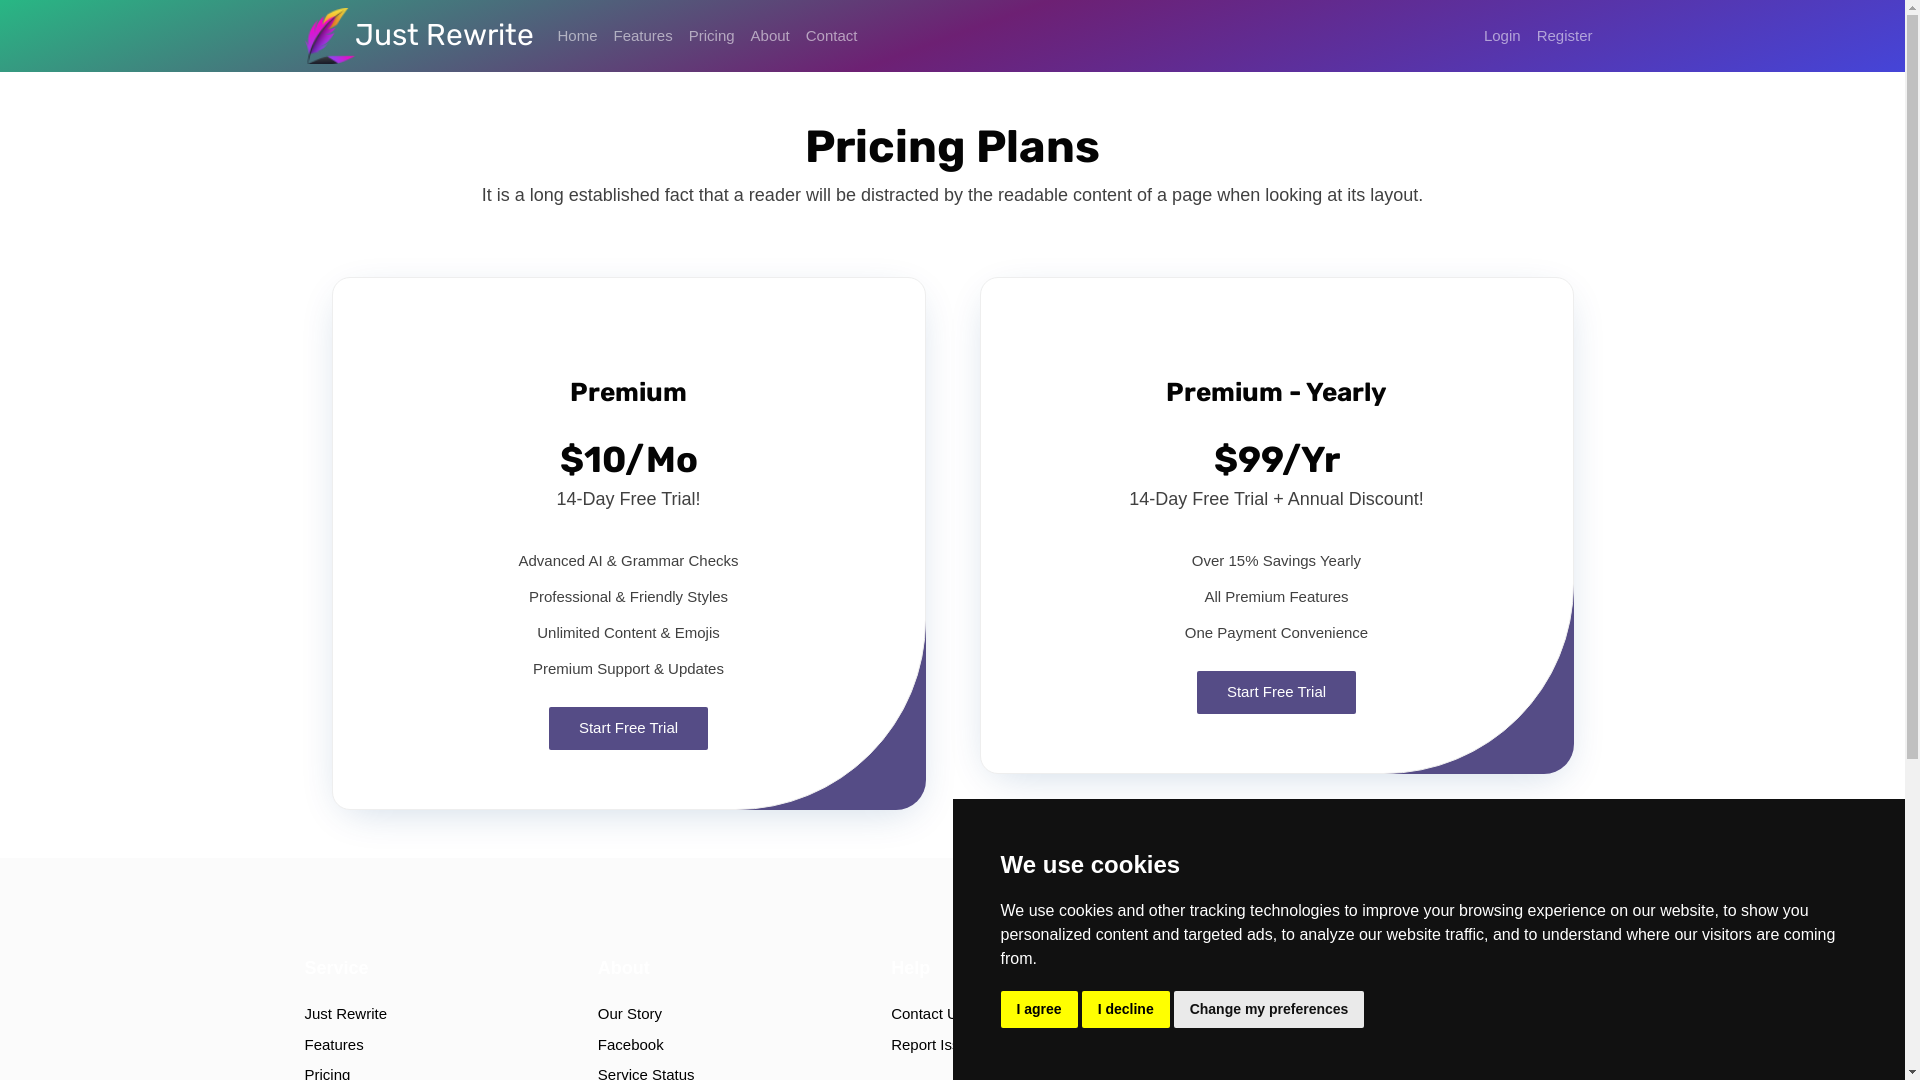 Just Rewrite
Home Features Pricing About Contact
Login Register
Pricing Plans
It is a long established fact that a reader will be distracted by the readable content of a page when looking at its layout.
Premium
$10/Mo
14-Day Free Trial!
Advanced AI & Grammar Checks
Professional & Friendly Styles
Unlimited Content & Emojis
Premium Support & Updates
Start Free Trial
Premium - Yearly
$99/Yr
14-Day Free Trial + Annual Discount!
Over 15% Savings Yearly
All Premium Features
One Payment Convenience
Start Free Trial
Service
Just Rewrite
Features
Pricing
About
Our Story
Facebook
Service Status
Help
Contact
Report
We use cookies
We use cookies and other tracking technologies to improve your browsing experience on our website, to show you
personalized content and targeted ads, to analyze our website traffic, and to understand where our visitors are coming
from.
I agree
I decline
Change my preferences